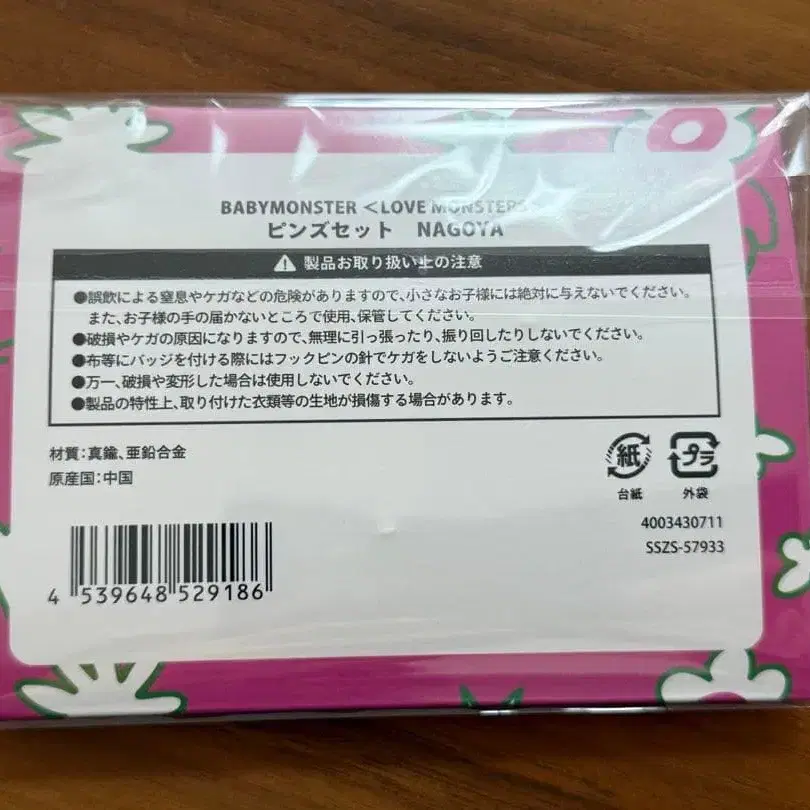 BABYMONSTER <LOVE MONSTERS>
ピンズセット NAGOYA
製品お取り扱い上の注意
●誤飲による窒息やケガなどの危険がありますので、小さなお子様には絶対に与えないでください。
また、お子様の手の届かないところで使用、保管してください。
●破損やケガの原因になりますので、無理に引っ張ったり、振り回したりしないでください。
●布等にバッジを付ける際にはフックピンの針でケガをしないようご注意ください。
●万一、破損や変形した場合は使用しないでください。
●製品の特性上、取り付けた衣類等の生地が損傷する場合があります。
材質:真鍮、亜鉛合金
原産国:中国
紙 プラ
台紙 外袋
4003430711
SSZS-57933
4 539648 529186